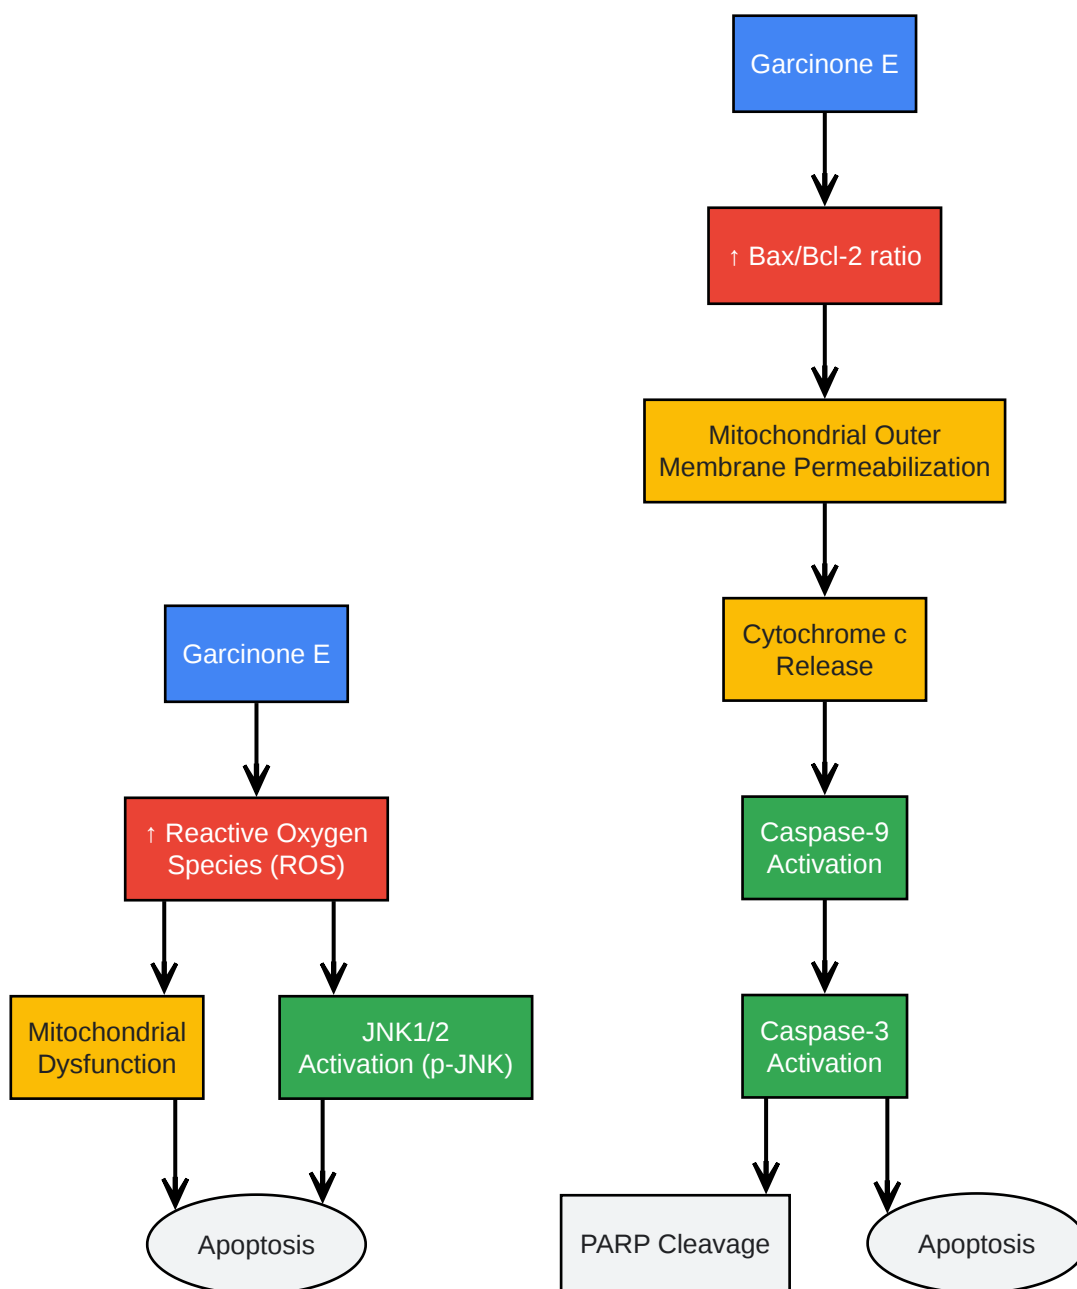 Garcinone E
↑ Bax/Bcl-2 ratio
Mitochondrial Outer
Membrane Permeabilization
Cytochrome c
Release
Caspase-9
Activation
Caspase-3
Activation
PARP Cleavage
Apoptosis
Garcinone E
↑ Reactive Oxygen
Species (ROS)
Mitochondrial
Dysfunction
JNK1/2
Activation (p-JNK)
Apoptosis